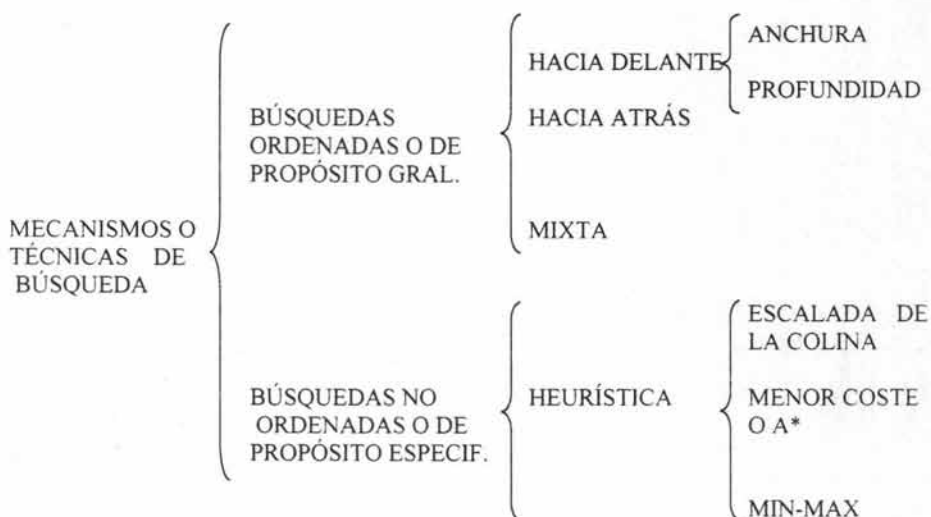 MECANISMOS O
TÉCNICAS DE
BÚSQUEDA
BÚSQUEDAS
ORDENADAS O DE
PROPÓSITO GRAL.
HACIA DELANTE
ANCHURA
PROFUNDIDAD
HACIA ATRÁS
MIXTA
BÚSQUEDAS NO
ORDENADAS O DE
PROPÓSITO ESPECIF.
HEURÍSTICA
ESCALADA DE
LA COLINA
MENOR COSTE
O A*
MIN-MAX